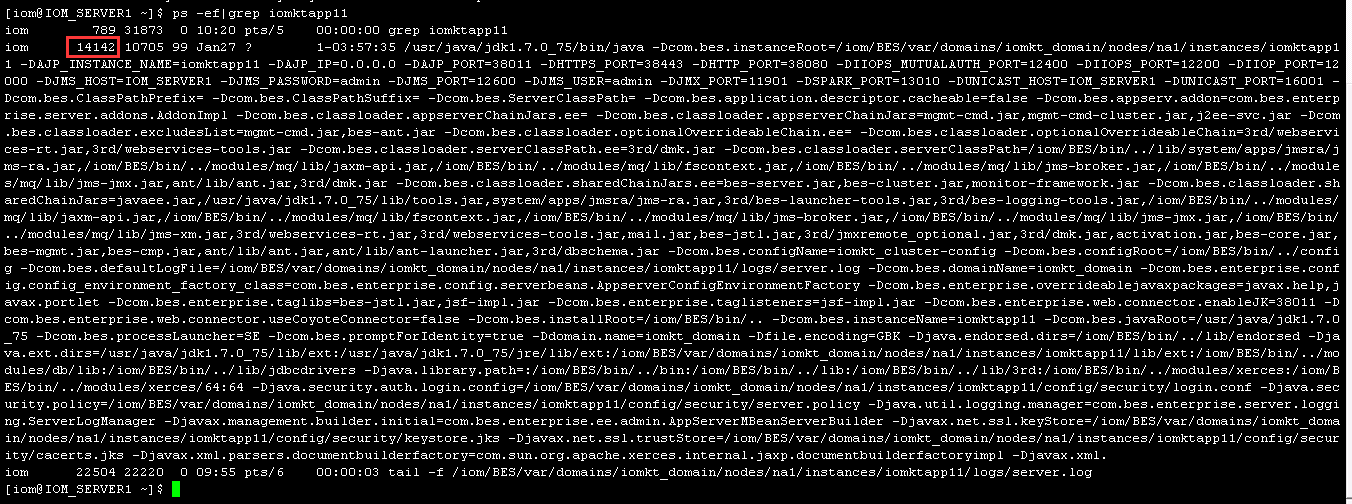 [iom@IOM_SERVER1 ~]$ ps -ef|grep iomktapp11
iom        789 31873  0 10:20 pts/5    00:00:00 grep iomktapp11
iom      14142 10705 99 Jan27 ?        1-03:57:35 /usr/java/jdk1.7.0_75/bin/java -Dcom.bes.instanceRoot=/iom/BES/var/domains/iomkt_domain/nodes/na1/instances/iomktapp1
1 -DAJP_INSTANCE_NAME=iomktapp11 -DAJP_IP=0.0.0.0 -DAJP_PORT=38011 -DHTTPS_PORT=38443 -DHTTP_PORT=38080 -DIIOPS_MUTUALAUTH_PORT=12400 -DIIOPS_PORT=12200 -DIIOP_PORT=12
000 -DJMS_HOST=IOM_SERVER1 -DJMS_PASSWORD=admin -DJMS_PORT=12600 -DJMS_USER=admin -DJMX_PORT=11901 -DSPARK_PORT=13010 -DUNICAST_HOST=IOM_SERVER1 -DUNICAST_PORT=16001 -
Dcom.bes.ClassPathPrefix= -Dcom.bes.ClassPathSuffix= -Dcom.bes.ServerClassPath= -Dcom.bes.application.descriptor.cacheable=false -Dcom.bes.appserv.addon=com.bes.enterp
rise.server.addons.AddonImpl -Dcom.bes.classloader.appserverChainJars.ee= -Dcom.bes.classloader.appserverChainJars=mgmt-cmd.jar,mgmt-cmd-cluster.jar,j2ee-svc.jar -Dcom
.bes.classloader.excludesList=mgmt-cmd.jar,bes-ant.jar -Dcom.bes.classloader.optionalOverrideableChain.ee= -Dcom.bes.classloader.optionalOverrideableChain=3rd/webservi
ces-rt.jar,3rd/webservices-tools.jar -Dcom.bes.classloader.serverClassPath.ee=3rd/dmk.jar -Dcom.bes.classloader.serverClassPath=/iom/BES/bin/../lib/system/apps/jmsra/j
ms-ra.jar,/iom/BES/bin/../modules/mq/lib/jaxm-api.jar,/iom/BES/bin/../modules/mq/lib/fscontext.jar,/iom/BES/bin/../modules/mq/lib/jms-broker.jar,/iom/BES/bin/../module
s/mq/lib/jms-jmx.jar,ant/lib/ant.jar,3rd/dmk.jar -Dcom.bes.classloader.sharedChainJars.ee=bes-server.jar,bes-cluster.jar,monitor-framework.jar -Dcom.bes.classloader.sh
aredChainJars=javaee.jar,/usr/java/jdk1.7.0_75/lib/tools.jar,system/apps/jmsra/jms-ra.jar,3rd/bes-launcher-tools.jar,3rd/bes-logging-tools.jar,/iom/BES/bin/../modules/
mq/lib/jaxm-api.jar,/iom/BES/bin/../modules/mq/lib/fscontext.jar,/iom/BES/bin/../modules/mq/lib/jms-broker.jar,/iom/BES/bin/../modules/mq/lib/jms-jmx.jar,/iom/BES/bin/
../modules/mq/lib/jms-xm.jar,3rd/webservices-rt.jar,3rd/webservices-tools.jar,mail.jar,bes-jstl.jar,3rd/jmxremote_optional.jar,3rd/dmk.jar,activation.jar,bes-core.jar,
bes-mgmt.jar,bes-cmp.jar,ant/lib/ant.jar,ant/lib/ant-launcher.jar,3rd/dbschema.jar -Dcom.bes.configName=iomkt_cluster-config -Dcom.bes.configRoot=/iom/BES/bin/../confi
g -Dcom.bes.defaultLogFile=/iom/BES/var/domains/iomkt_domain/nodes/na1/instances/iomktapp11/logs/server.log -Dcom.bes.domainName=iomkt_domain -Dcom.bes.enterprise.conf
ig.config_environment_factory_class=com.bes.enterprise.config.serverbeans.AppserverConfigEnvironmentFactory -Dcom.bes.enterprise.overrideablejavaxpackages=javax.help,j
avax.portlet -Dcom.bes.enterprise.taglibs=bes-jstl.jar,jsf-impl.jar -Dcom.bes.enterprise.taglisteners=jsf-impl.jar -Dcom.bes.enterprise.web.connector.enableJK=38011 -D
com.bes.enterprise.web.connector.useCoyoteConnector=false -Dcom.bes.installRoot=/iom/BES/bin/.. -Dcom.bes.instanceName=iomktapp11 -Dcom.bes.javaRoot=/usr/java/jdk1.7.0
_75 -Dcom.bes.processLauncher=SE -Dcom.bes.promptForIdentity=true -Ddomain.name=iomkt_domain -Dfile.encoding=GBK -Djava.endorsed.dirs=/iom/BES/bin/../lib/endorsed -Dja
va.ext.dirs=/usr/java/jdk1.7.0_75/lib/ext:/usr/java/jdk1.7.0_75/jre/lib/ext:/iom/BES/var/domains/iomkt_domain/nodes/na1/instances/iomktapp11/lib/ext:/iom/BES/bin/../mo
dules/db/lib:/iom/BES/bin/../lib/jdbcdrivers -Djava.library.path=:/iom/BES/bin/../bin:/iom/BES/bin/../lib:/iom/BES/bin/../lib/3rd:/iom/BES/bin/../modules/xerces:/iom/B
ES/bin/../modules/xerces/64:64 -Djava.security.auth.login.config=/iom/BES/var/domains/iomkt_domain/nodes/na1/instances/iomktapp11/config/security/login.conf -Djava.sec
urity.policy=/iom/BES/var/domains/iomkt_domain/nodes/na1/instances/iomktapp11/config/security/server.policy -Djava.util.logging.manager=com.bes.enterprise.server.loggi
ng.ServerLogManager -Djavax.management.builder.initial=com.bes.enterprise.ee.admin.AppServerMBeanServerBuilder -Djavax.net.ssl.keyStore=/iom/BES/var/domains/iomkt_doma
in/nodes/na1/instances/iomktapp11/config/security/keystore.jks -Djavax.net.ssl.trustStore=/iom/BES/var/domains/iomkt_domain/nodes/na1/instances/iomktapp11/config/secur
ity/cacerts.jks -Djavax.xml.parsers.documentbuilderfactory=com.sun.org.apache.xerces.internal.jaxp.documentbuilderfactoryimpl -Djavax.xml.
iom      22504 22220  0 09:55 pts/6    00:00:03 tail -f /iom/BES/var/domains/iomkt_domain/nodes/na1/instances/iomktapp11/logs/server.log
[iom@IOM_SERVER1 ~]$